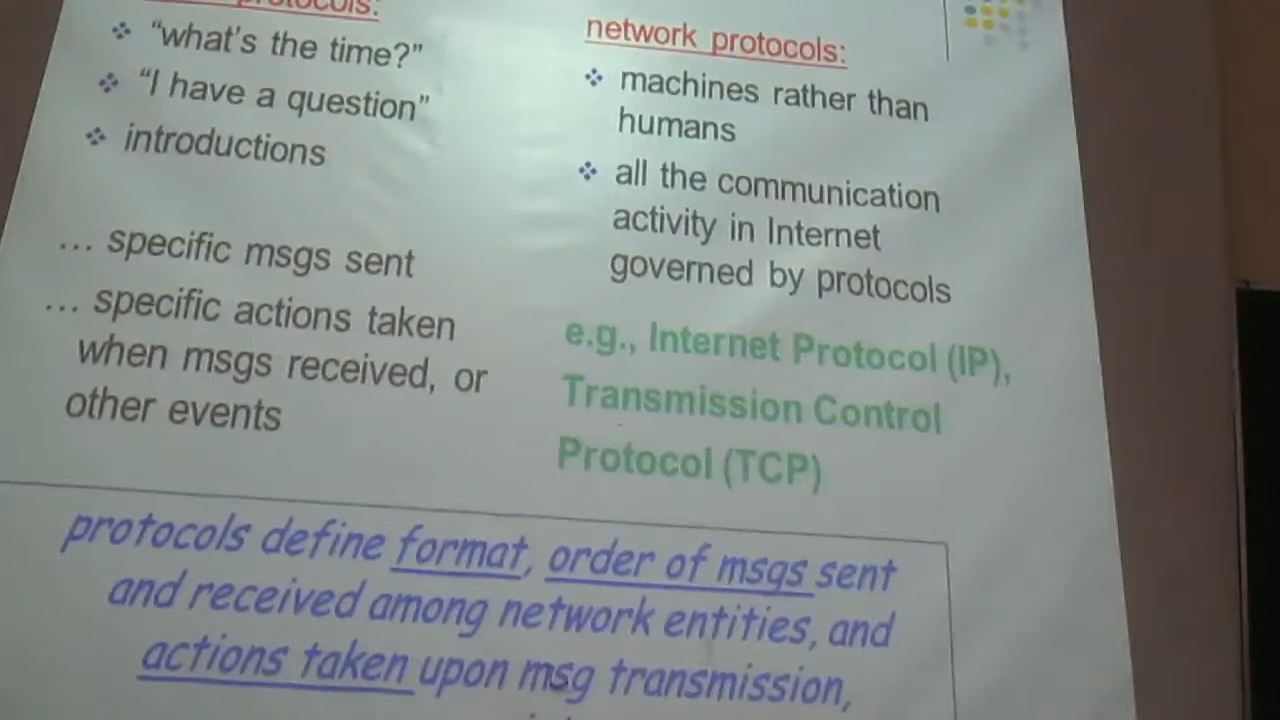 protocols:
"what's the time?"
"I have a question"
introductions
... specific msgs sent
... specific actions taken
when msgs received, or
other events
network protocols:
machines rather than
humans
all the communication
activity in Internet
governed by protocols
e.g., Internet Protocol (IP),
Transmission Control
Protocol (TCP)
protocols define format, order of msgs sent
and received among network entities, and
actions taken upon msg transmission,